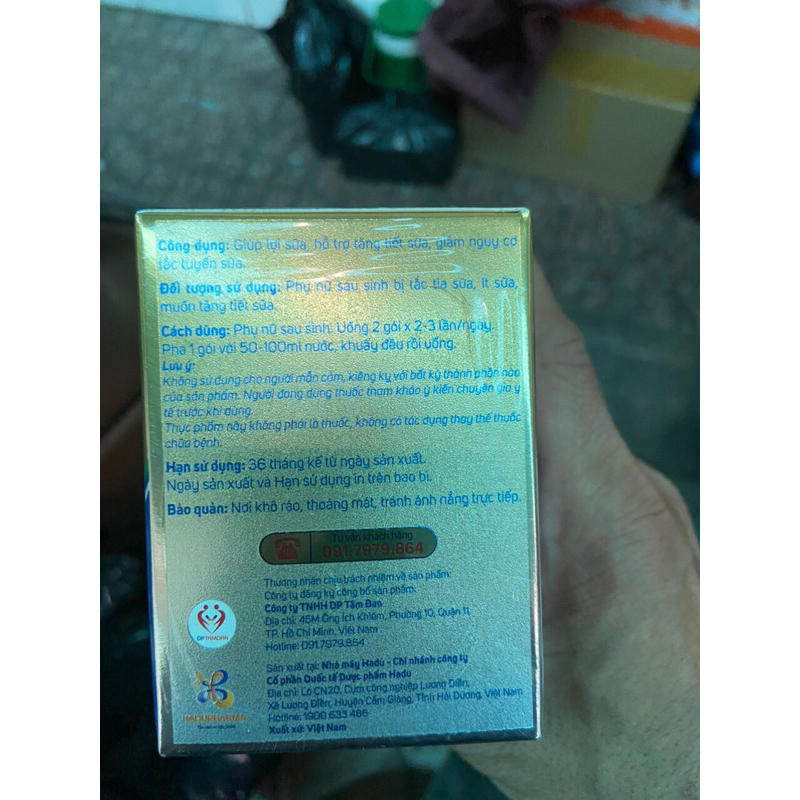 Công dụng: Giúp lợi sữa, hỗ trợ tăng tiết sữa, giảm nguy cơ
tắc tuyến sữa.
Đối tượng sử dụng: Phụ nữ sau sinh bị tắc tia sữa, ít sữa,
muốn tăng tiết sữa.
Cách dùng: Phụ nữ sau sinh: Uống 2 gói x 2-3 lần/ngày.
Pha 1 gói với 50-100ml nước, khuấy đều rồi uống.
Lưu ý:
Không sử dụng cho người mẫn cảm, kiêng kỵ với bất kỳ thành phần nào
của sản phẩm. Người đang dùng thuốc tham khảo ý kiến chuyên gia y
tế trước khi dùng.
Thực phẩm này không phải là thuốc, không có tác dụng thay thế thuốc
chữa bệnh.
Hạn sử dụng: 36 tháng kể từ ngày sản xuất.
Ngày sản xuất và Hạn sử dụng in trên bao bì.
Bảo quản: Nơi khô ráo, thoáng mát, tránh ánh nắng trực tiếp.
Tư vấn khách hàng
091.7979.864
Thương nhân chịu trách nhiệm về sản phẩm:
Công ty đăng ký công bố sản phẩm:
Công ty TNHH DP Tâm Đan
Địa chỉ: 45M Ông Ích Khiêm, Phường 10, Quận 11,
TP. Hồ Chí Minh, Việt Nam
Hotline: 091.7979.864
DPTAMDAN
Sản xuất tại: Nhà máy Hadu - Chi nhánh công ty
Cổ phần Quốc tế Dược phẩm Hadu
Địa chỉ: Lô CN20, Cụm công nghiệp Lương Điền,
Xã Lương Điền, Huyện Cẩm Giàng, Tỉnh Hải Dương, Việt Nam
Hotline: 1900 633 486
Xuất xứ: Việt Nam
HADUPHARMA